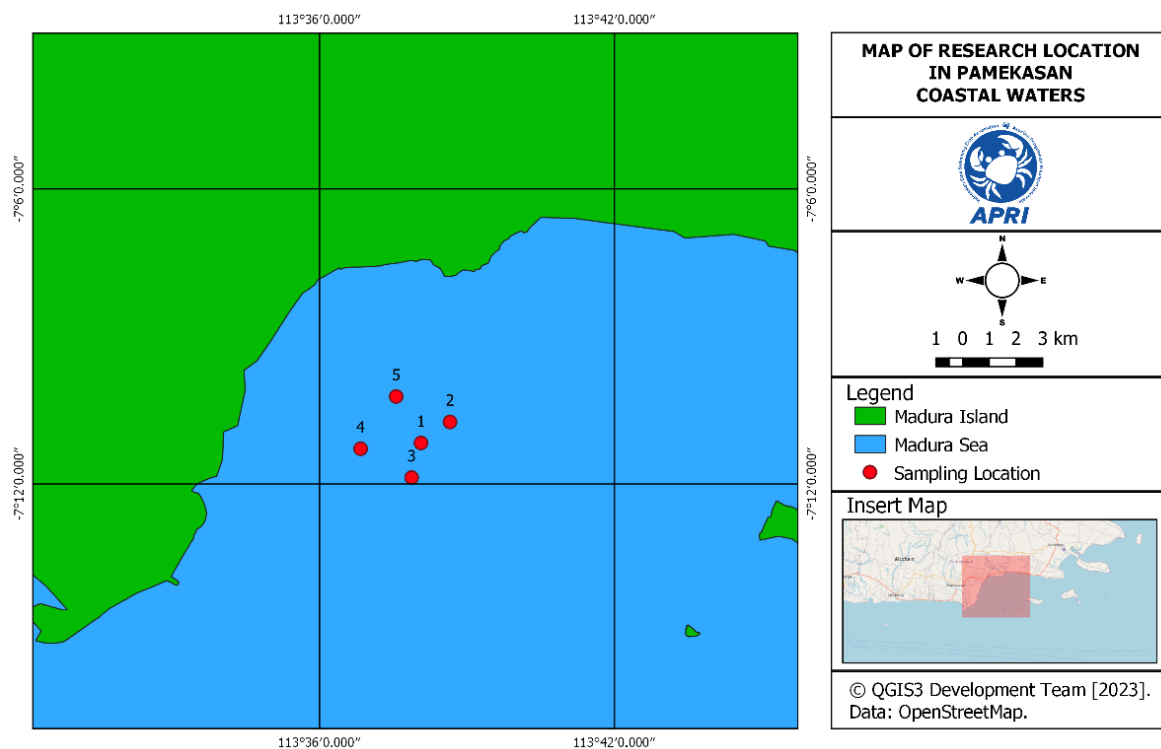 113°36′0.000″ 113°42′0.000″
-7°6′0.000″ -7°6′0.000″
5
2
1
4
3
-7°12′0.000″ -7°12′0.000″
113°36′0.000″ 113°42′0.000″
MAP OF RESEARCH LOCATION
IN PAMEKASAN
COASTAL WATERS
APRI
N
W E
S
1 0 1 2 3 km
Legend
Madura Island
Madura Sea
Sampling Location
Insert Map
Madura
© QGIS3 Development Team [2023].
Data: OpenStreetMap.